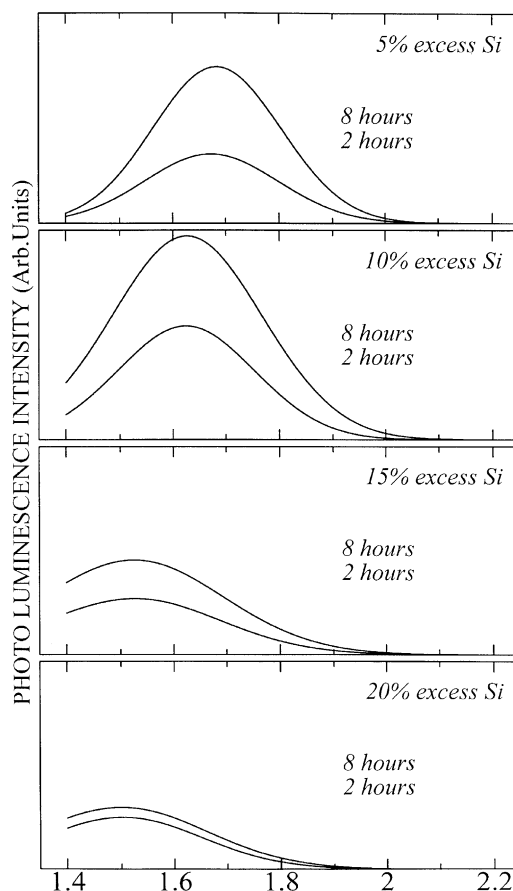 PHOTO LUMINESCENCE INTENSITY (Arb.Units)
5% excess Si
8 hours
2 hours
10% excess Si
8 hours
2 hours
15% excess Si
8 hours
2 hours
20% excess Si
8 hours
2 hours
1.4 1.6 1.8 2 2.2